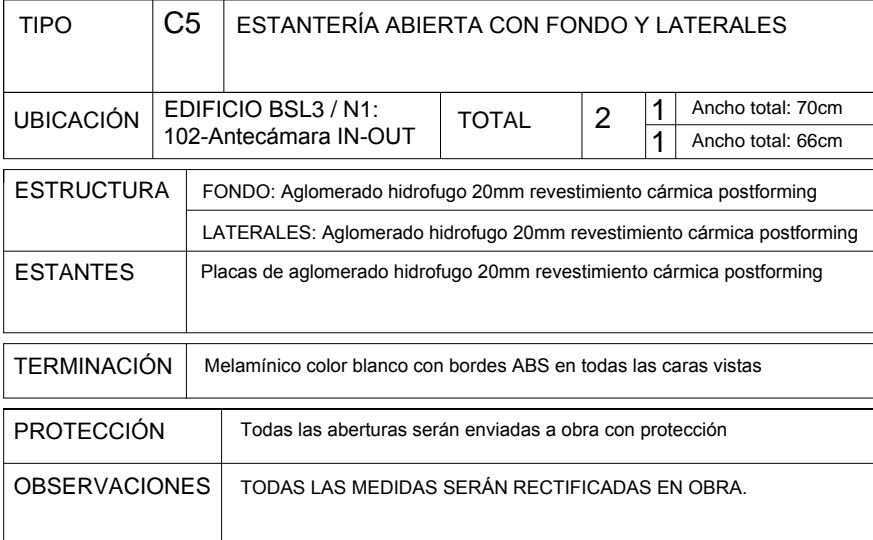 TIPO C5 ESTANTERÍA ABIERTA CON FONDO Y LATERALES
UBICACIÓN EDIFICIO BSL3 / N1: TOTAL 2 1 Ancho total: 70cm
102-Antecámara IN-OUT 1 Ancho total: 66cm
ESTRUCTURA FONDO: Aglomerado hidrofugo 20mm revestimiento cármica postforming
LATERALES: Aglomerado hidrofugo 20mm revestimiento cármica postforming
ESTANTES Placas de aglomerado hidrofugo 20mm revestimiento cármica postforming
TERMINACIÓN Melamínico color blanco con bordes ABS en todas las caras vistas
PROTECCIÓN Todas las aberturas serán enviadas a obra con protección
OBSERVACIONES TODAS LAS MEDIDAS SERÁN RECTIFICADAS EN OBRA.